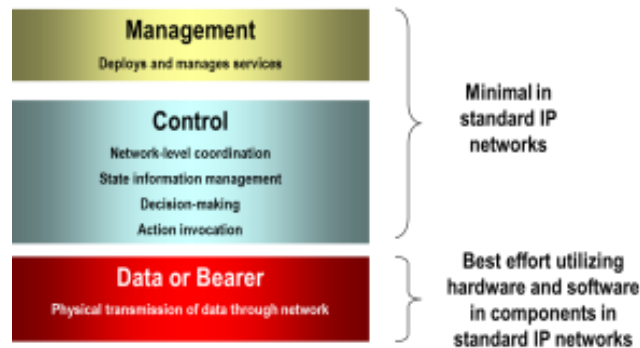 Management
Deploys and manages services
Control
Network-level coordination
State information management
Decision-making
Action invocation
Data or Bearer
Physical transmission of data through network
Minimal in
standard IP
networks
Best effort utilizing
hardware and software
in components in
standard IP networks